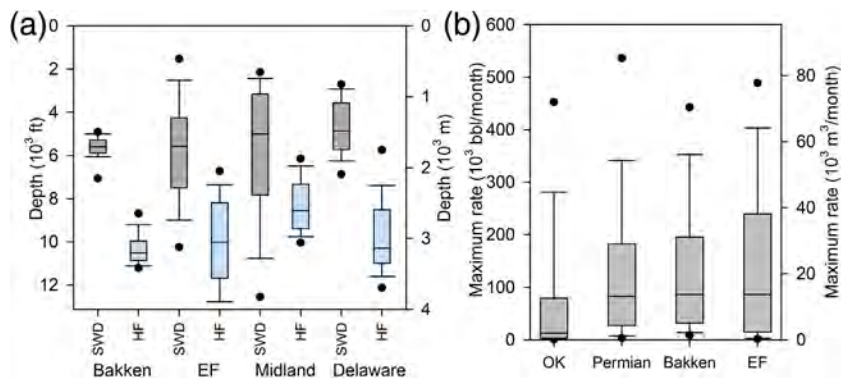 (a)
Depth (10³ ft)
0
2
4
6
8
10
12
0
1
2
3
4
Depth (10³ m)
SWD
HF
SWD
HF
SWD
HF
SWD
HF
Bakken EF Midland Delaware
(b)
Maximum rate (10³ bbl/month)
600
500
400
300
200
100
0
80
60
40
20
0
Maximum rate (10³ m³/month)
OK Permian Bakken EF